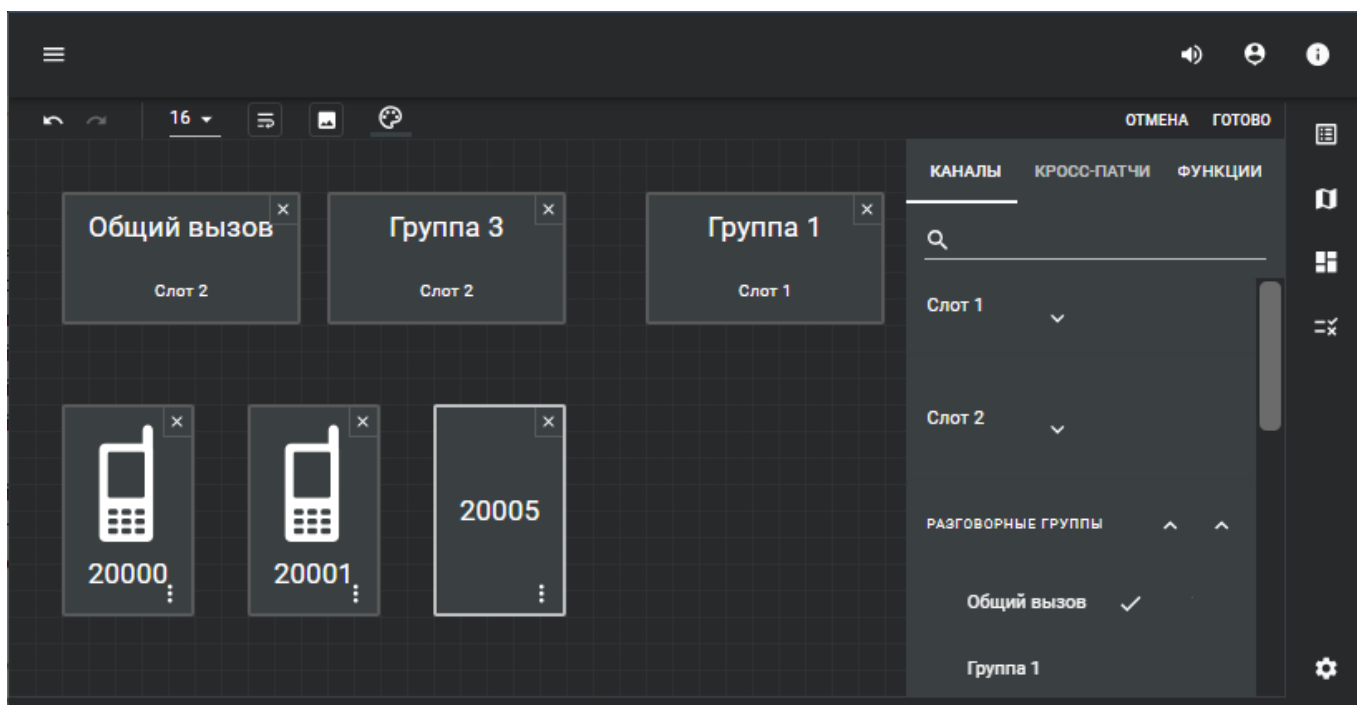 16
ОТМЕНА ГОТОВО
КАНАЛЫ КРОСС-ПАТЧИ ФУНКЦИИ
Общий вызов
Слот 2
Группа 3
Слот 2
Группа 1
Слот 1
20000
20001
20005
Слот 1
Слот 2
РАЗГОВОРНЫЕ ГРУППЫ
Общий вызов
Группа 1